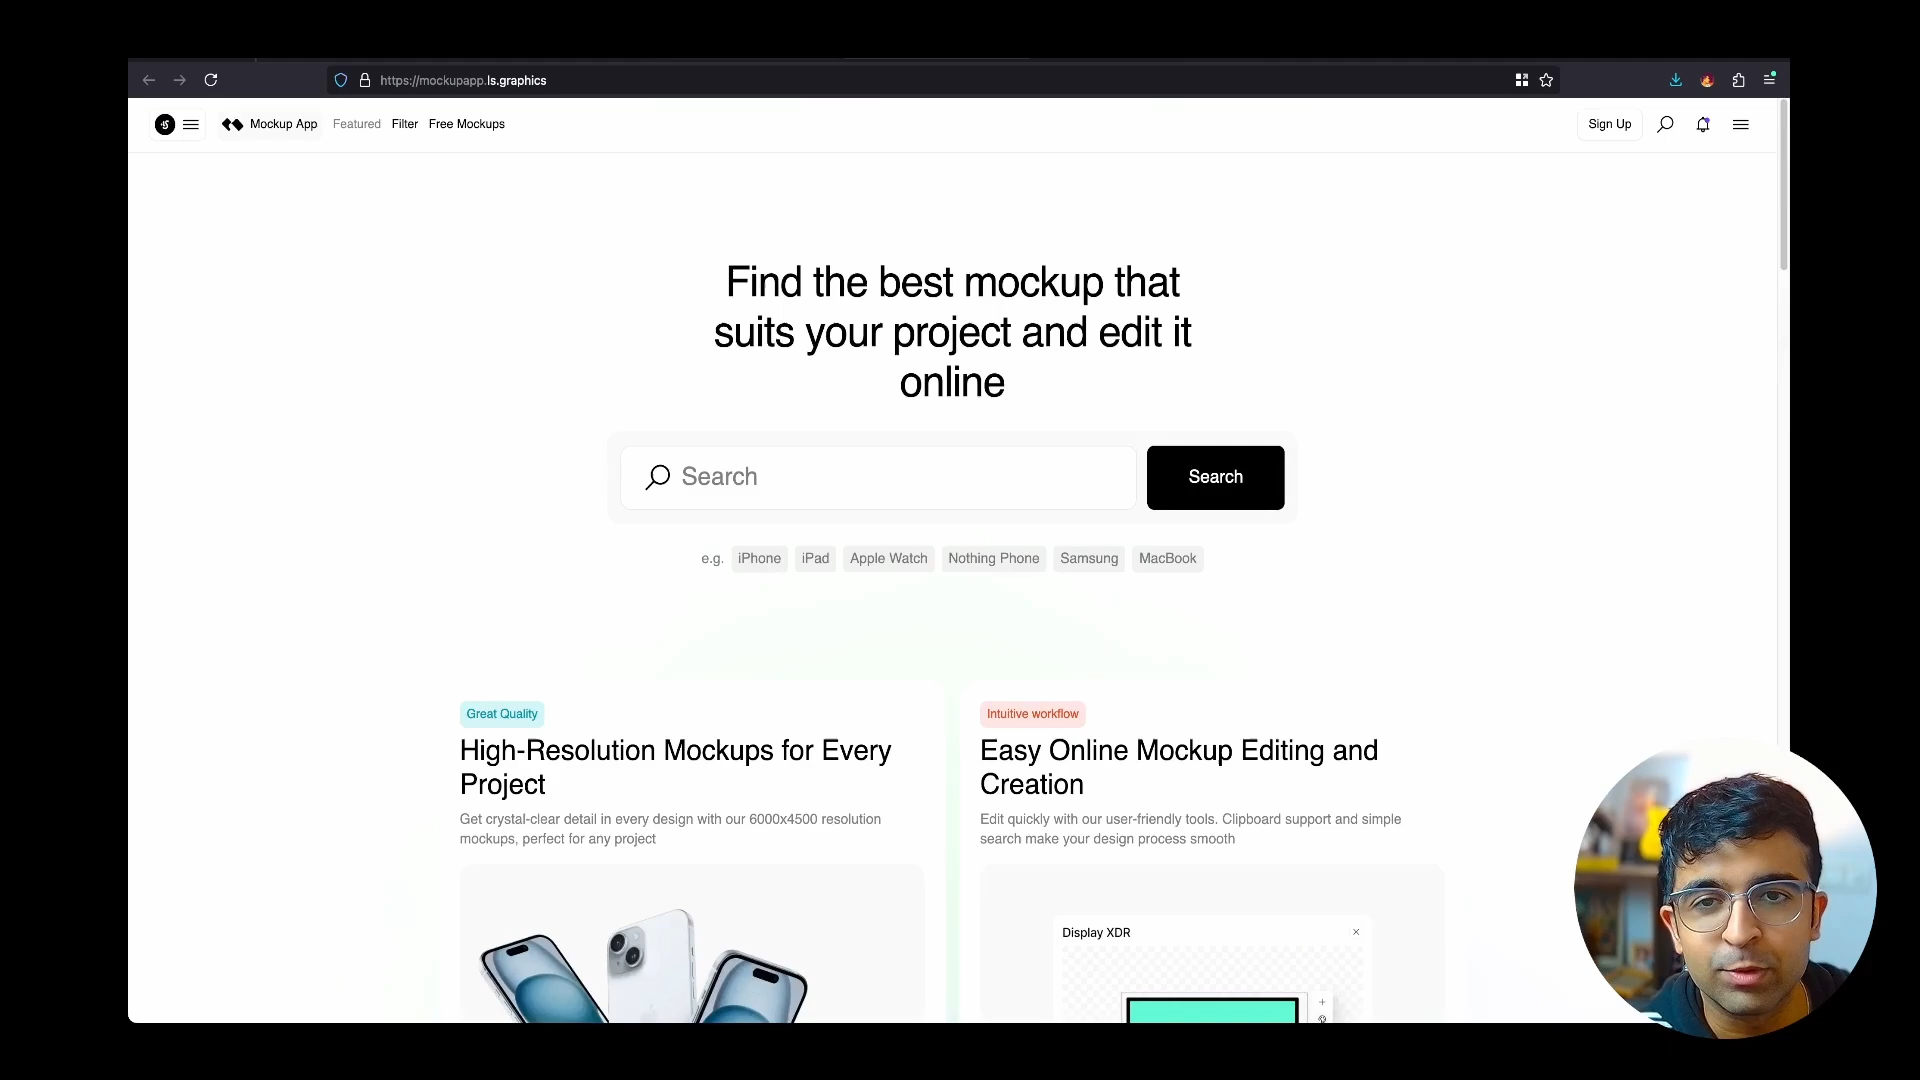 https://mockupapp.ls.graphics
Mockup App Featured Filter Free Mockups
Sign Up
Find the best mockup that
suits your project and edit it
online
Search
Search
e.g. iPhone iPad Apple Watch Nothing Phone Samsung MacBook
Great Quality
High-Resolution Mockups for Every
Project
Get crystal-clear detail in every design with our 6000x4500 resolution
mockups, perfect for any project
Intuitive workflow
Easy Online Mockup Editing and
Creation
Edit quickly with our user-friendly tools. Clipboard support and simple
search make your design process smooth
Display XDR